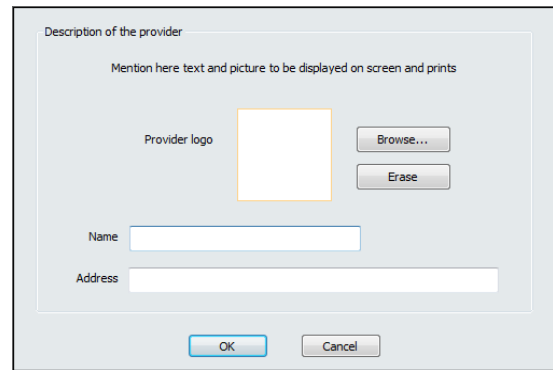 Description of the provider
Mention here text and picture to be displayed on screen and prints
Provider logo
Browse...
Erase
Name
Address
OK
Cancel